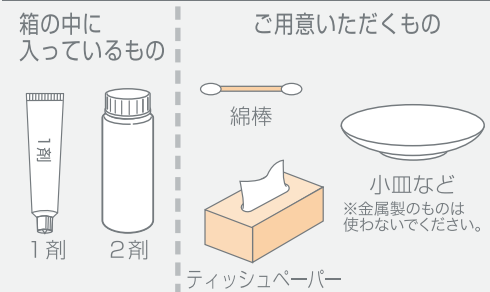 箱の中に
入っているもの
1剤
1剤
2剤
ご用意いただくもの
綿棒
小皿など
※金属製のものは
使わないでください。
ティッシュペーパー